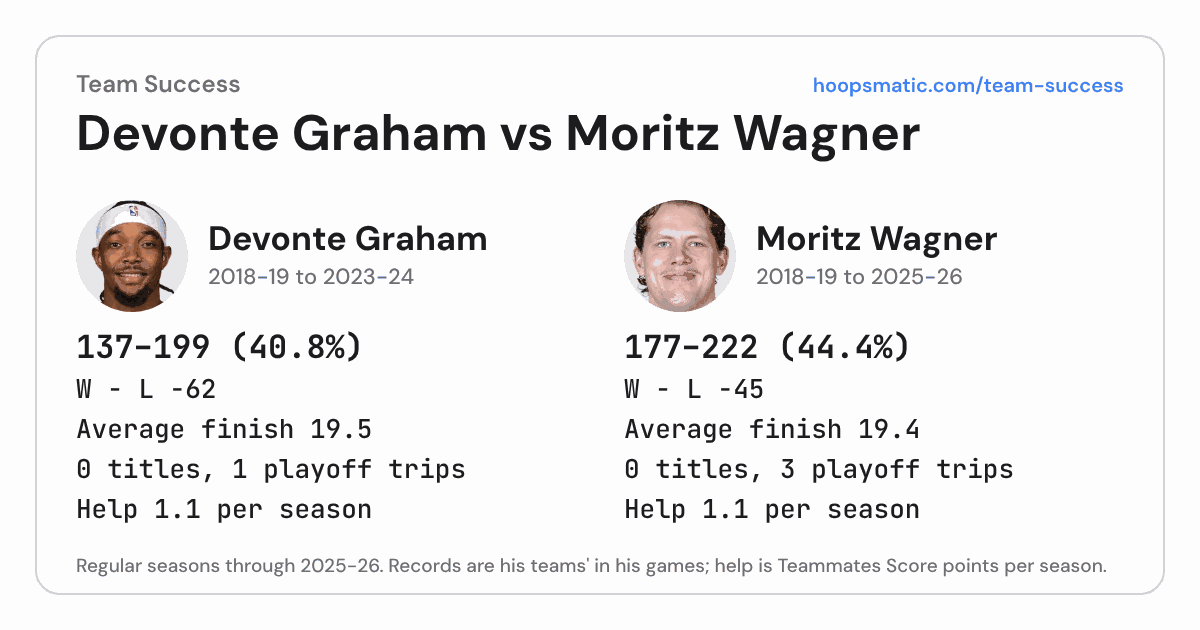 Team Success
hoopsmatic.com/team-success
Devonte Graham vs Moritz Wagner
Devonte Graham
2018-19 to 2023-24
137-199 (40.8%)
W - L -62
Average finish 19.5
0 titles, 1 playoff trips
Help 1.1 per season
Moritz Wagner
2018-19 to 2025-26
177-222 (44.4%)
W - L -45
Average finish 19.4
0 titles, 3 playoff trips
Help 1.1 per season
Regular seasons through 2025-26. Records are his teams' in his games; help is Teammates Score points per season.